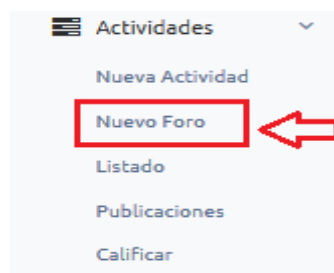 Actividades
Nueva Actividad
Nuevo Foro
Listado
Publicaciones
Calificar